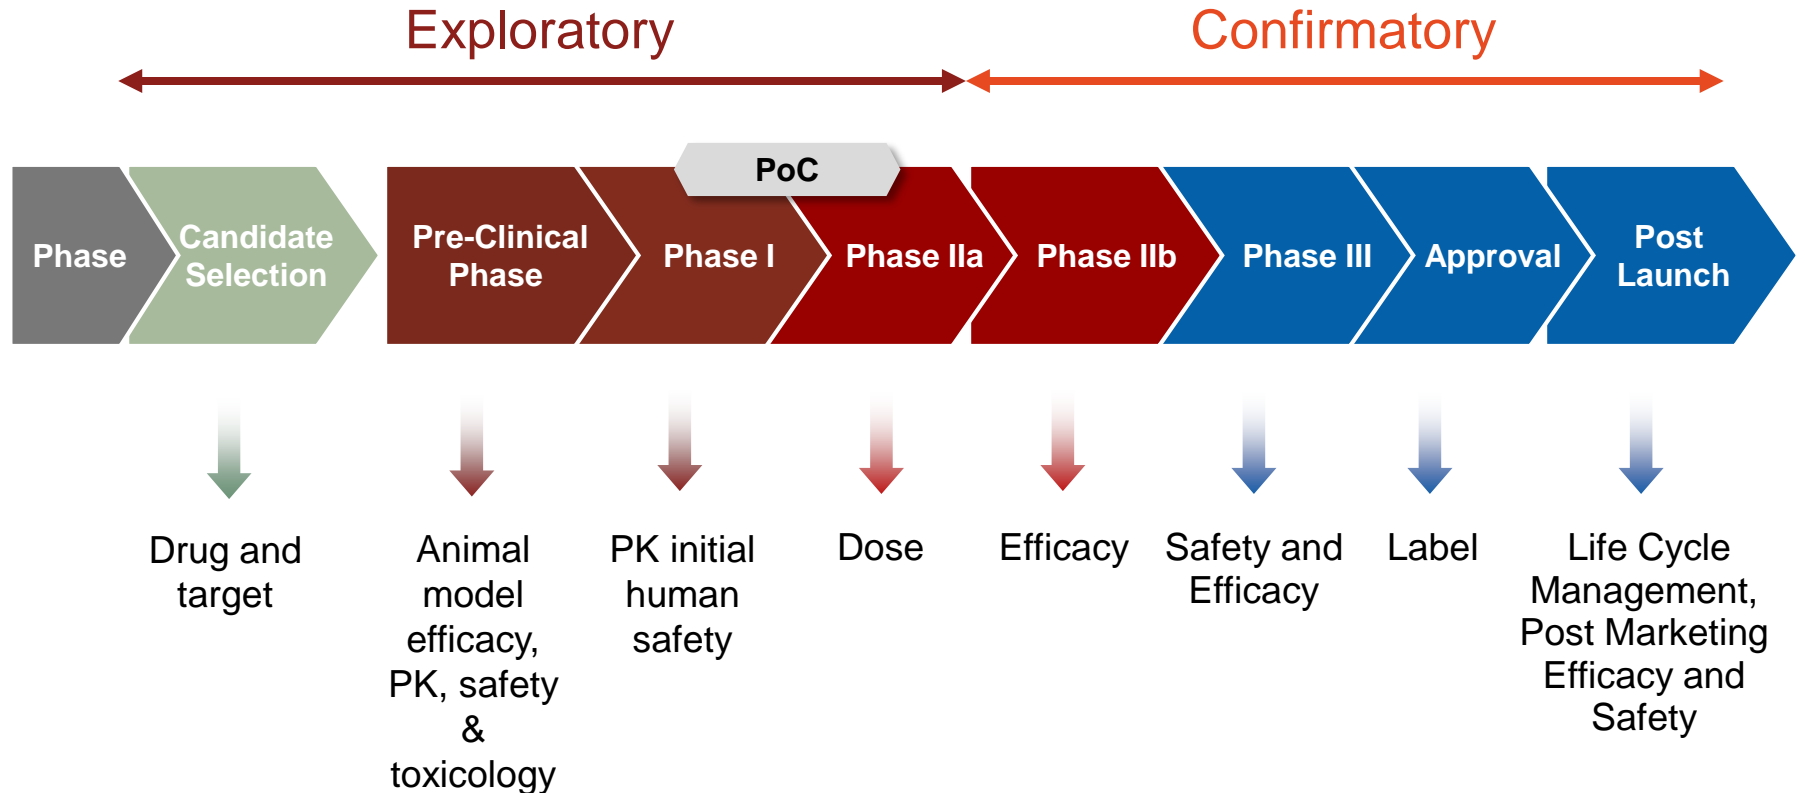 Exploratory
Confirmatory
PoC
Phase
Candidate
Selection
Pre-Clinical
Phase
Phase I
Phase IIa
Phase IIb
Phase III
Approval
Post
Launch
Drug and
target
Animal
model
efficacy,
PK, safety
&
toxicology
PK initial
human
safety
Dose
Efficacy
Safety and
Efficacy
Label
Life Cycle
Management,
Post Marketing
Efficacy and
Safety